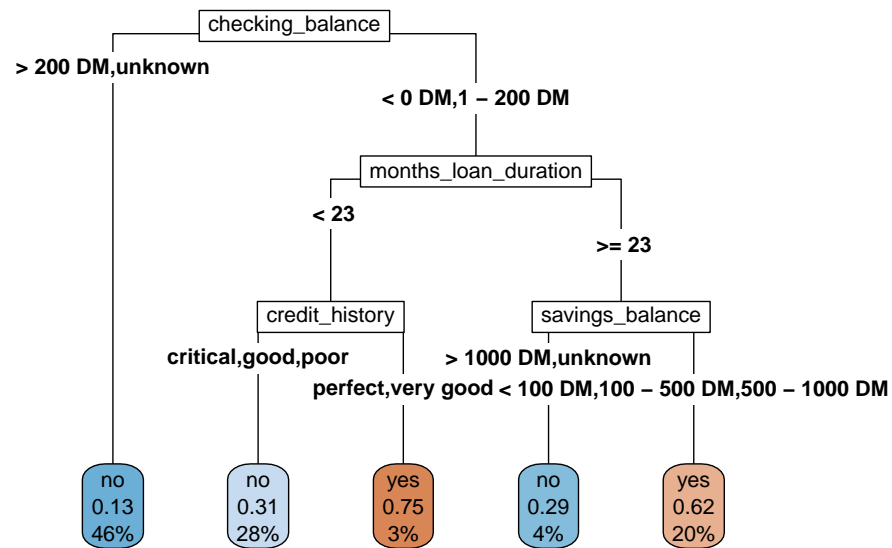 checking_balance
> 200 DM,unknown
< 0 DM,1 − 200 DM
months_loan_duration
< 23
>= 23
credit_history
savings_balance
critical,good,poor
> 1000 DM,unknown
perfect,very good
< 100 DM,100 − 500 DM,500 − 1000 DM
no
0.13
46%
no
0.31
28%
yes
0.75
3%
no
0.29
4%
yes
0.62
20%